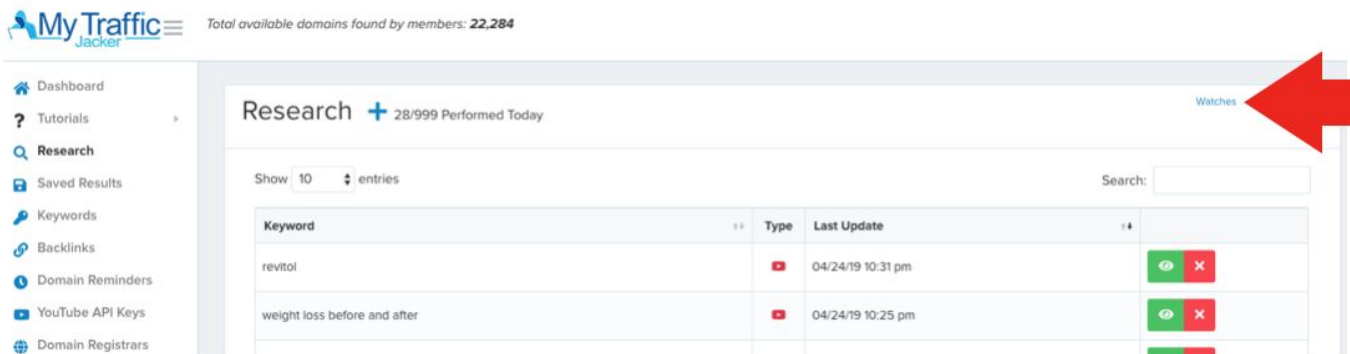 My Traffic
Jacker
Total available domains found by members: 22,284
Dashboard
Tutorials
Research
Saved Results
Keywords
Backlinks
Domain Reminders
YouTube API Keys
Domain Registrars
Research + 28/999 Performed Today
Watches
Show 10 entries
Search:
Keyword Type Last Update
revitol 04/24/19 10:31 pm
weight loss before and after 04/24/19 10:25 pm